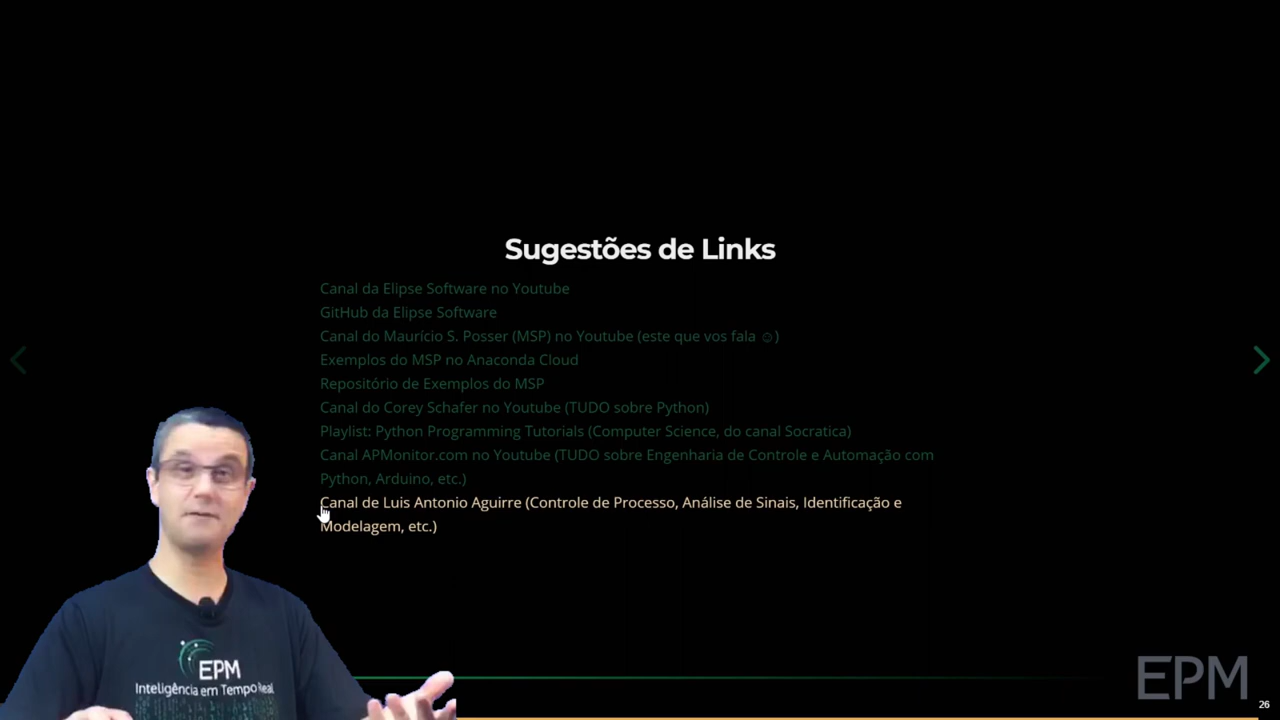 Sugestões de Links
Canal da Elipse Software no Youtube
GitHub da Elipse Software
Canal do Maurício S. Posser (MSP) no Youtube (este que vos fala ☺)
Exemplos do MSP no Anaconda Cloud
Repositório de Exemplos do MSP
Canal do Corey Schafer no Youtube (TUDO sobre Python)
Playlist: Python Programming Tutorials (Computer Science, do canal Socratica)
Canal APMonitor.com no Youtube (TUDO sobre Engenharia de Controle e Automação com
Python, Arduino, etc.)
Canal de Luis Antonio Aguirre (Controle de Processo, Análise de Sinais, Identificação e
Modelagem, etc.)
EPM
Inteligência em Tempo Real
EPM
26